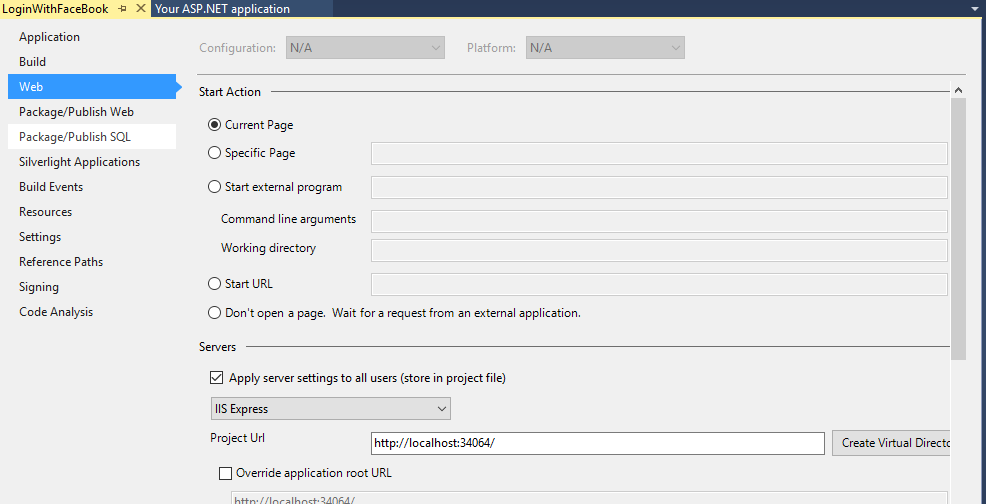 LoginWithFaceBook
Your ASP.NET application
Application
Build
Web
Package/Publish Web
Package/Publish SQL
Silverlight Applications
Build Events
Resources
Settings
Reference Paths
Signing
Code Analysis
Configuration: N/A Platform: N/A
Start Action
Current Page
Specific Page
Start external program
Command line arguments
Working directory
Start URL
Don't open a page. Wait for a request from an external application.
Servers
Apply server settings to all users (store in project file)
IIS Express
Project Url http://localhost:34064/ Create Virtual Directo
Override application root URL
http://localhost:34064/